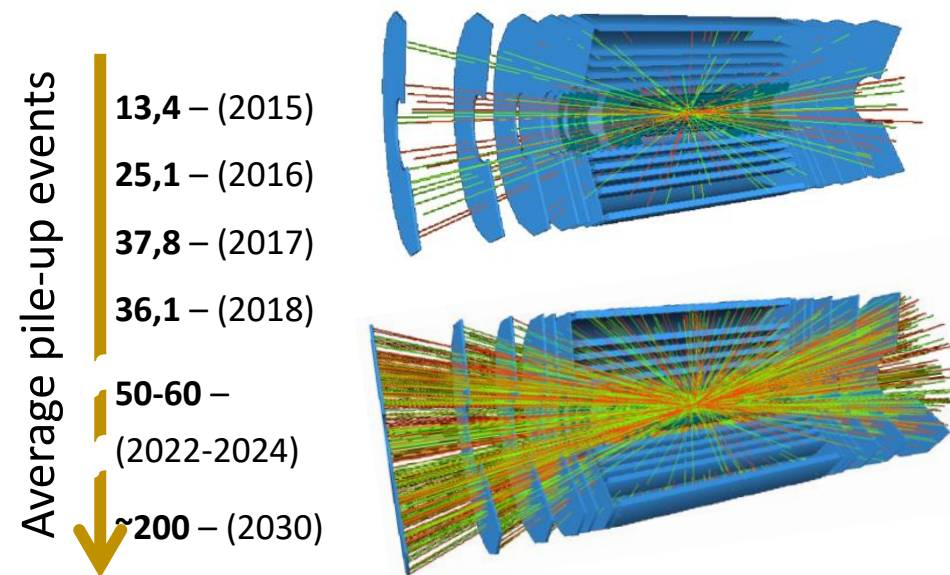 Average pile-up events
13,4 – (2015)
25,1 – (2016)
37,8 – (2017)
36,1 – (2018)
50-60 –
(2022-2024)
~200 – (2030)